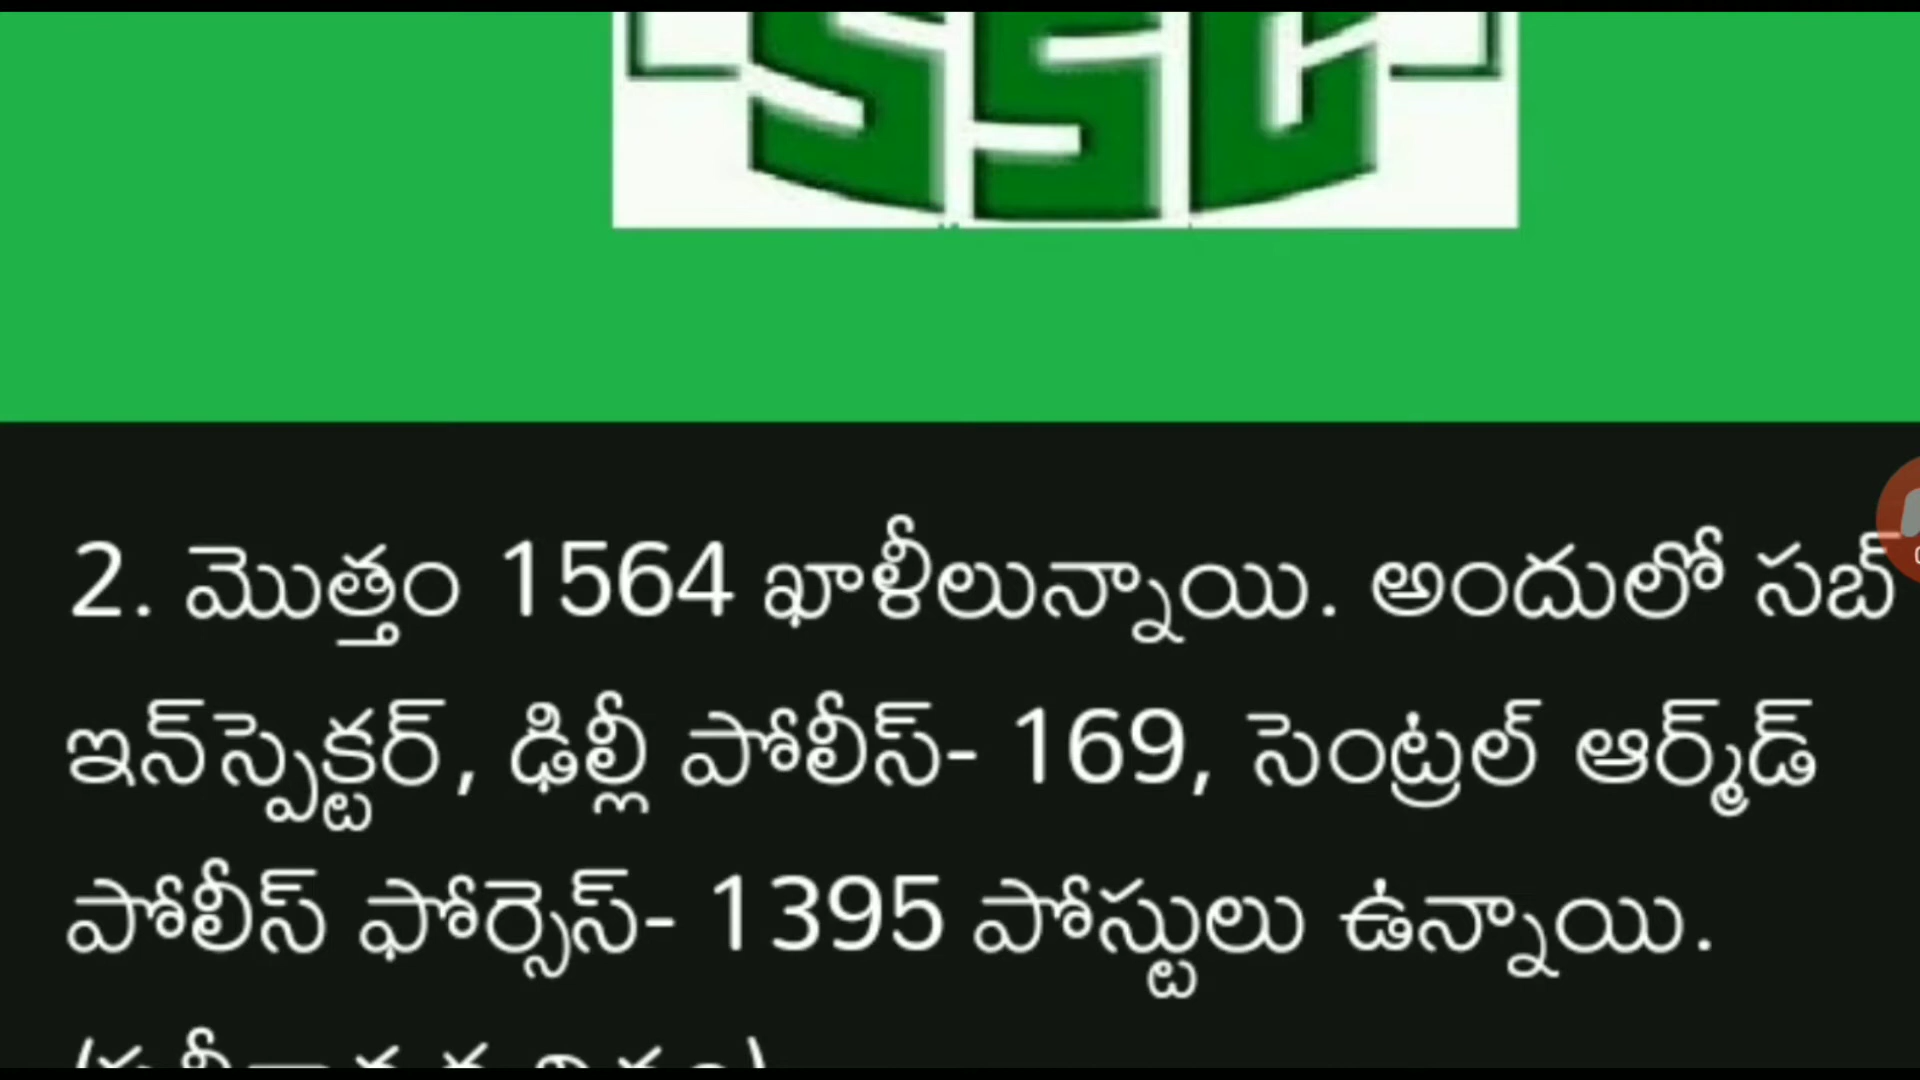 SSC
2. మొత్తం 1564 ఖాళీలున్నాయి. అందులో సబ్
ఇన్‌స్పెక్టర్, ఢిల్లీ పోలీస్- 169, సెంట్రల్ ఆర్మ్‌డ్
పోలీస్ ఫోర్సెస్- 1395 పోస్టులు ఉన్నాయి.